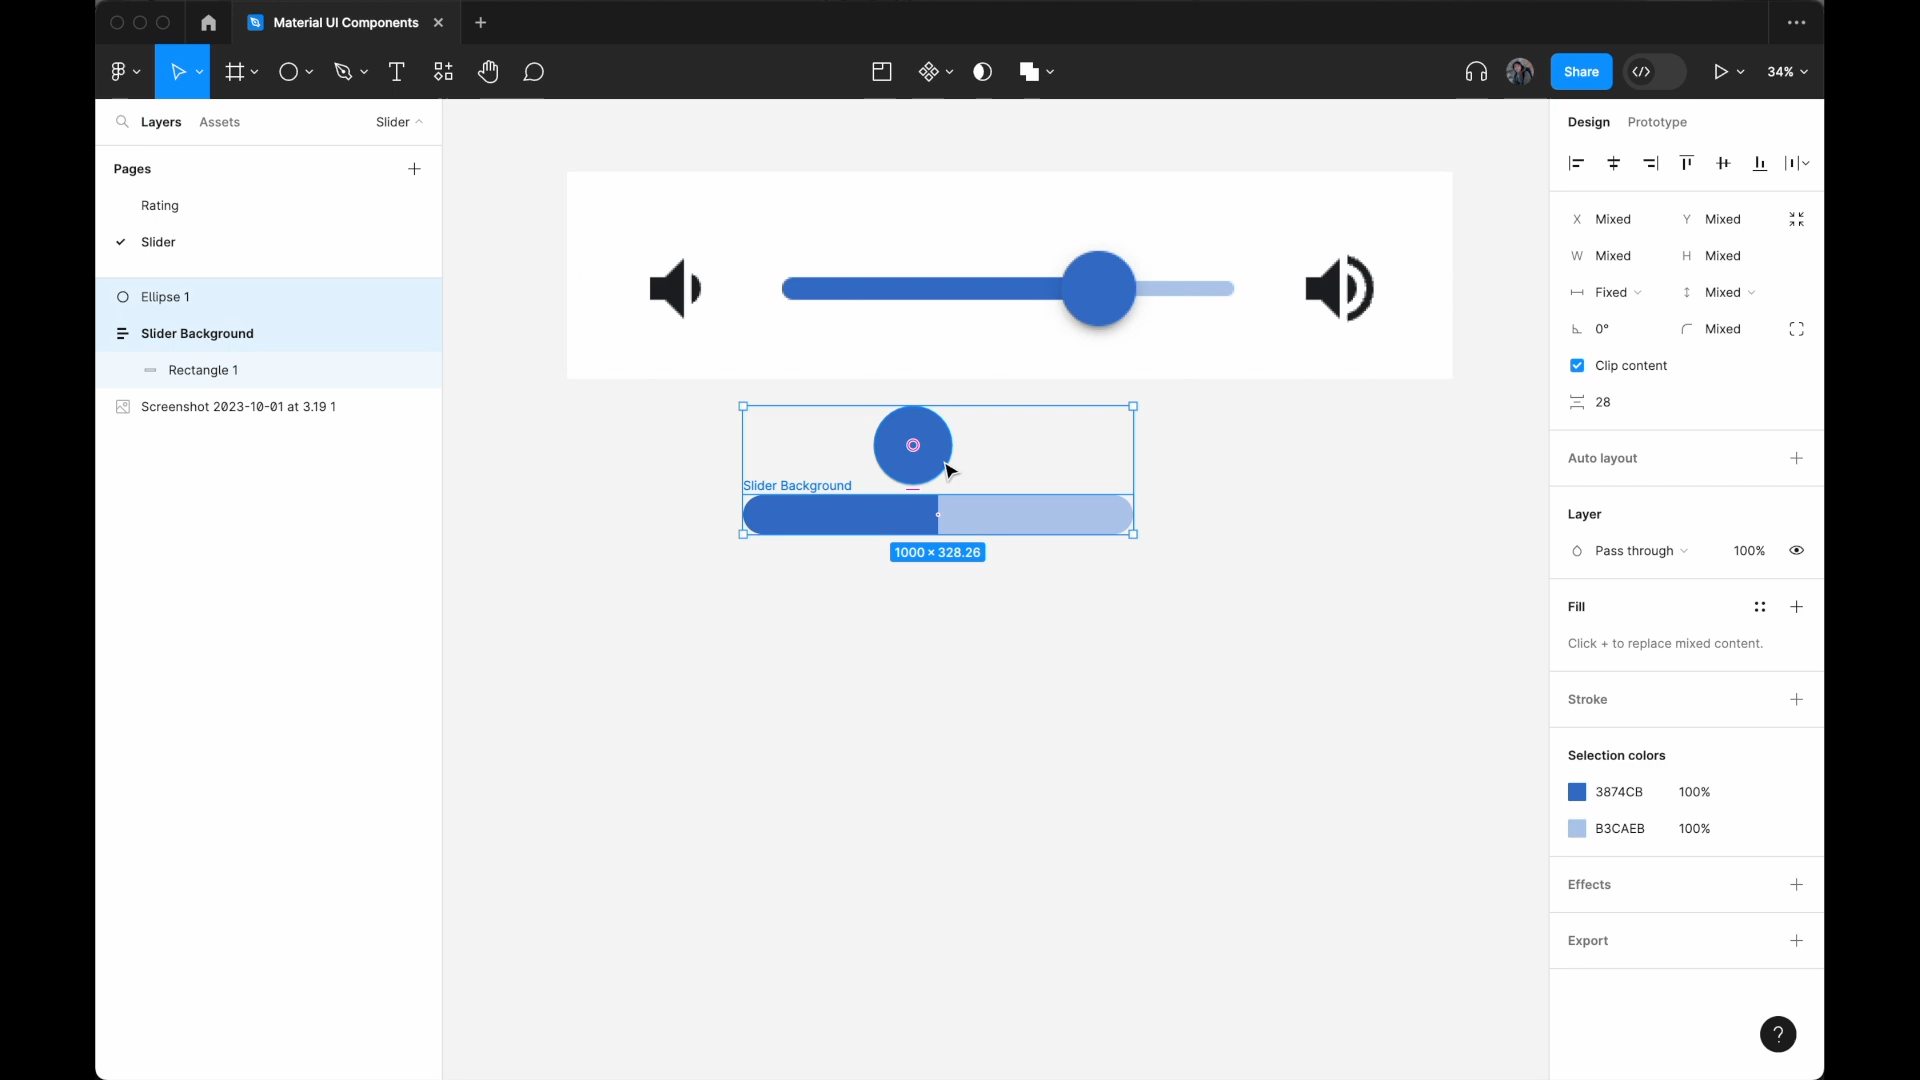 Material UI Components
Share
34%
Layers
Assets
Slider
Pages
Rating
Slider
Ellipse 1
Slider Background
Rectangle 1
Screenshot 2023-10-01 at 3.19 1
Slider Background
1000 × 328.26
Design
Prototype
X Mixed
Y Mixed
W Mixed
H Mixed
Fixed
Mixed
0°
Mixed
Clip content
28
Auto layout
Layer
Pass through
100%
Fill
Click + to replace mixed content.
Stroke
Selection colors
3874CB 100%
B3CAEB 100%
Effects
Export
?